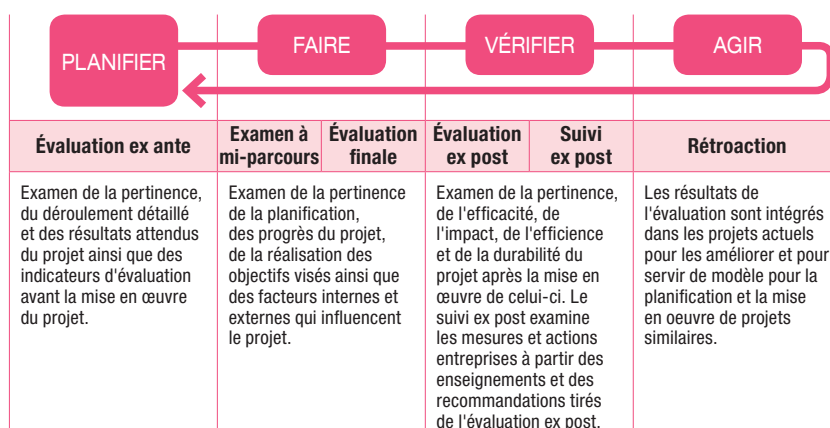 PLANIFIER
FAIRE
VÉRIFIER
AGIR
Évaluation ex ante
Examen à
mi-parcours
Évaluation
finale
Évaluation
ex post
Suivi
ex post
Rétroaction
Examen de la pertinence,
du déroulement détaillé
et des résultats attendus
du projet ainsi que des
indicateurs d'évaluation
avant la mise en œuvre
du projet.
Examen de la pertinence
de la planification,
des progrès du projet,
de la réalisation des
objectifs visés ainsi que
des facteurs internes et
externes qui influencent
le projet.
Examen de la pertinence,
de l'efficacité, de
l'impact, de l'efficience
et de la durabilité du
projet après la mise en
œuvre de celui-ci. Le
suivi ex post examine
les mesures et actions
entreprises à partir des
enseignements et des
recommandations tirés
de l'évaluation ex post.
Les résultats de
l'évaluation sont intégrés
dans les projets actuels
pour les améliorer et pour
servir de modèle pour la
planification et la mise
en oeuvre de projets
similaires.